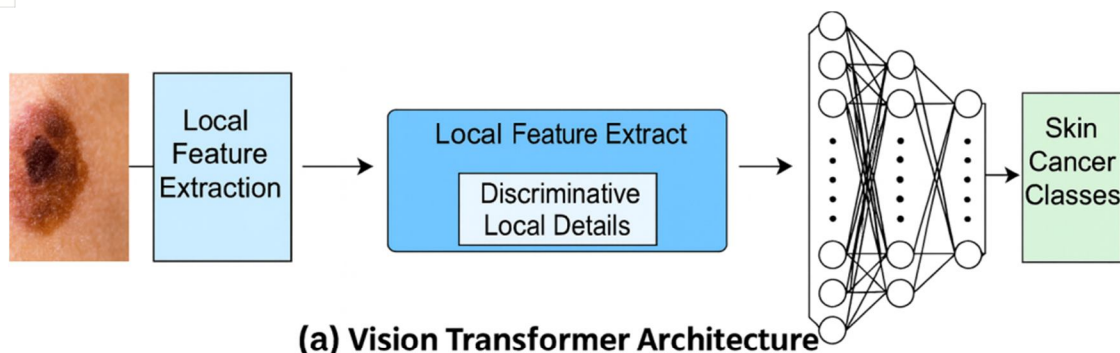 Local
Feature
Extraction
Local Feature Extract
Discriminative
Local Details
Skin
Cancer
Classes
(a) Vision Transformer Architecture